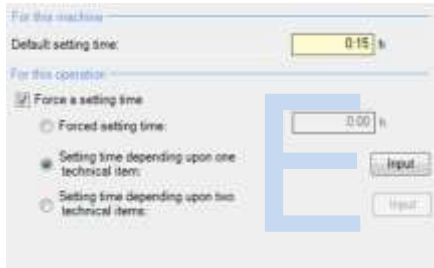 For this machine
Default setting time: 0:15 h
For this operation
Force a setting time
Forced setting time: 0:00 h
Setting time depending upon one
technical item: Input
Setting time depending upon two
technical items: Input
E